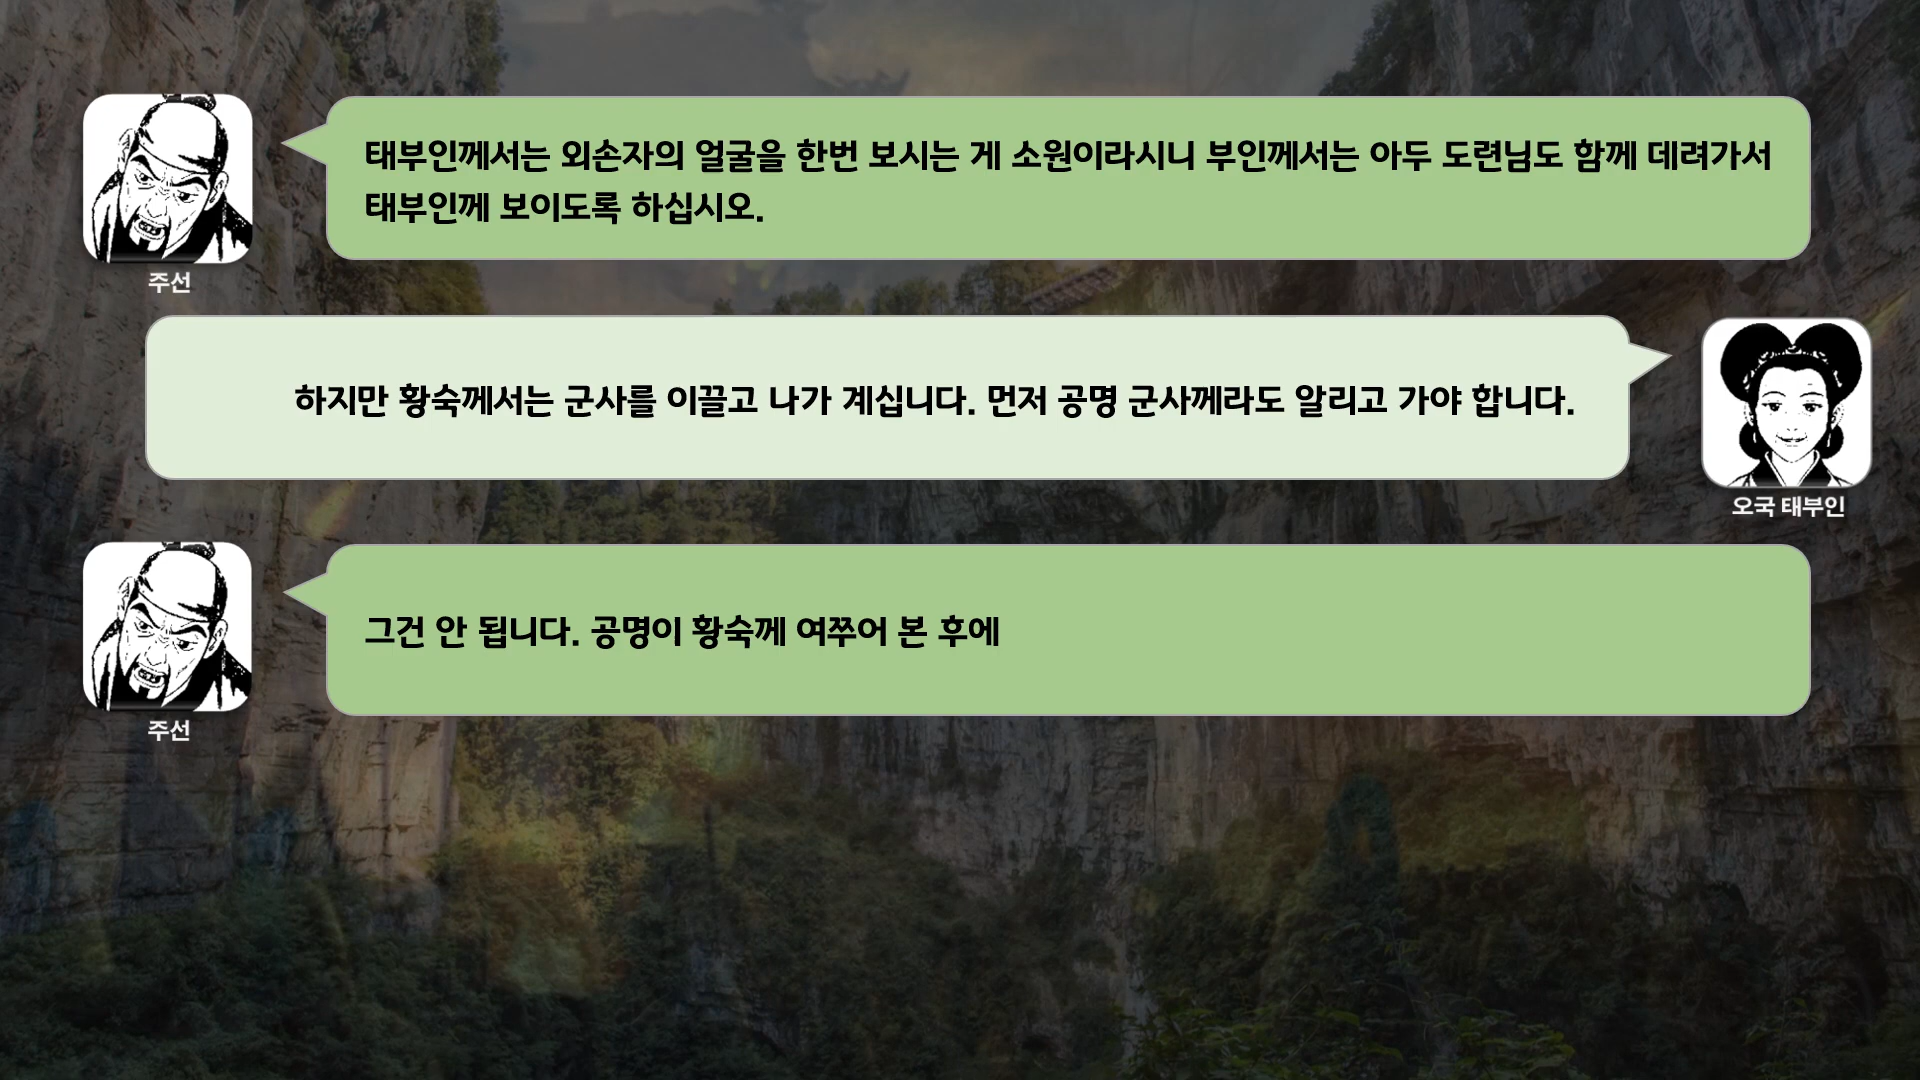 태부인께서는 외손자의 얼굴을 한번 보시는 게 소원이라시니 부인께서는 아두 도련님도 함께 데려가서
태부인께 보이도록 하십시오.
주선
하지만 황숙께서는 군사를 이끌고 나가 계십니다. 먼저 공명 군사께라도 알리고 가야 합니다.
오국 태부인
그건 안 됩니다. 공명이 황숙께 여쭈어 본 후에
주선